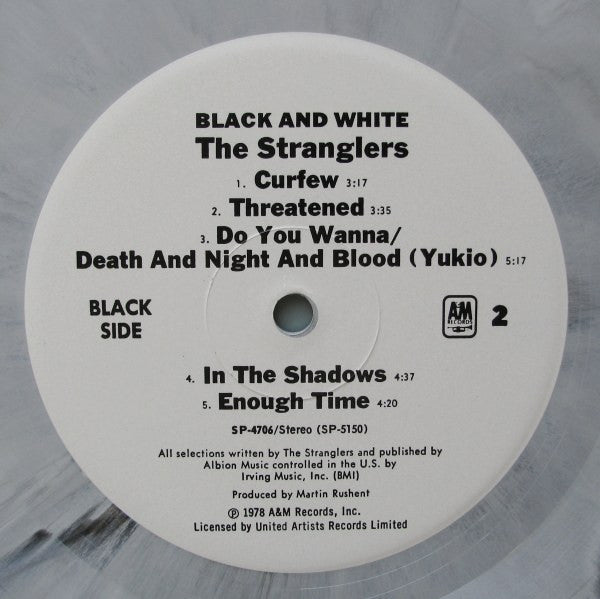 BLACK AND WHITE
The Stranglers
1. Curfew 3:17
2. Threatened 3:35
3. Do You Wanna/
Death And Night And Blood (Yukio) 5:17
BLACK
SIDE
A&M
RECORDS
2
4. In The Shadows 4:37
5. Enough Time 4:20
SP-4706/Stereo (SP-5150)
All selections written by The Stranglers and published by
Albion Music controlled in the U.S. by
Irving Music, Inc. (BMI)
Produced by Martin Rushent
℗ 1978 A&M Records, Inc.
Licensed by United Artists Records Limited